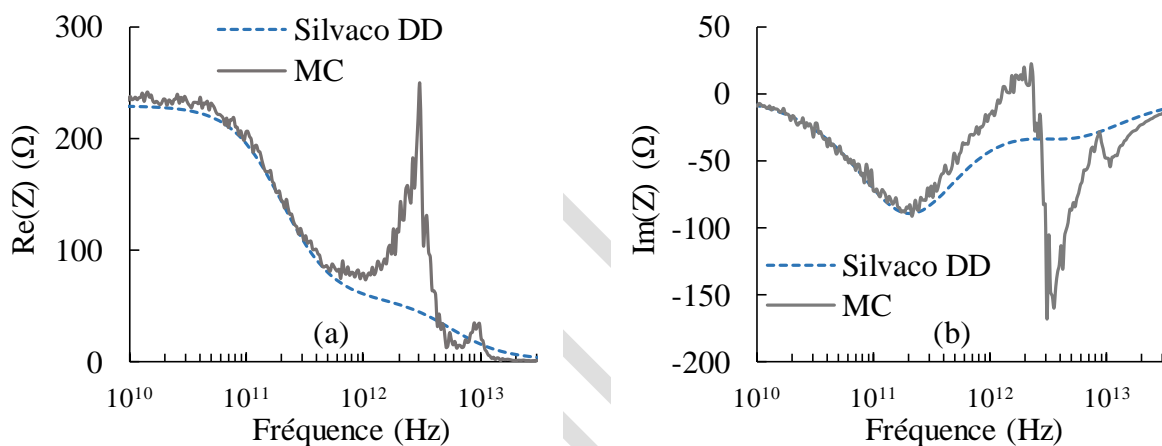 300
200
100
0
Re(Z) (Ω)
Silvaco DD
MC
(a)
10¹⁰
10¹¹
10¹²
10¹³
Fréquence (Hz)
50
0
-50
-100
-150
-200
Im(Z) (Ω)
Silvaco DD
MC
(b)
10¹⁰
10¹¹
10¹²
10¹³
Fréquence (Hz)